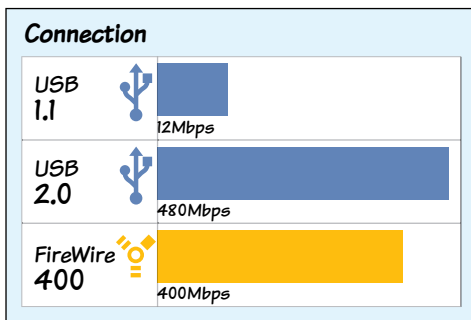 Connection
USB
1.1
12Mbps
USB
2.0
480Mbps
FireWire
400
400Mbps